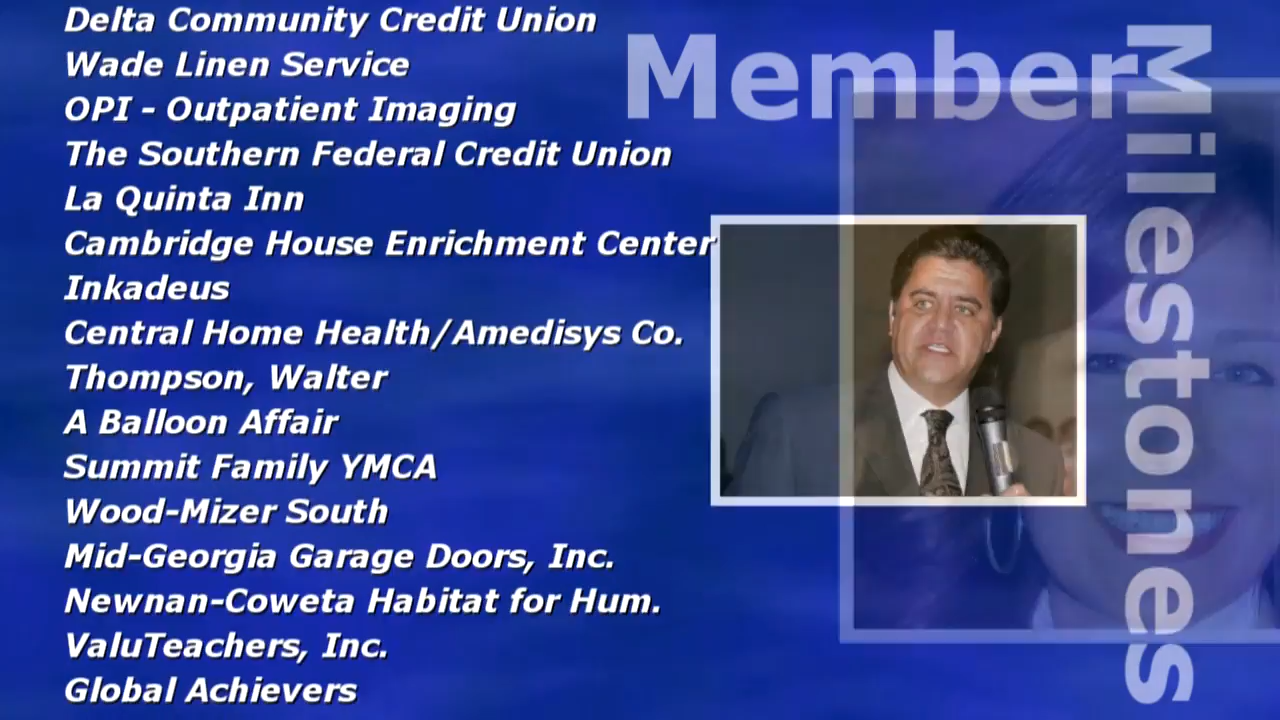 Delta Community Credit Union
Wade Linen Service
OPI - Outpatient Imaging
The Southern Federal Credit Union
La Quinta Inn
Cambridge House Enrichment Center
Inkadeus
Central Home Health/Amedisys Co.
Thompson, Walter
A Balloon Affair
Summit Family YMCA
Wood-Mizer South
Mid-Georgia Garage Doors, Inc.
Newnan-Coweta Habitat for Hum.
ValuTeachers, Inc.
Global Achievers
Member
Milestones